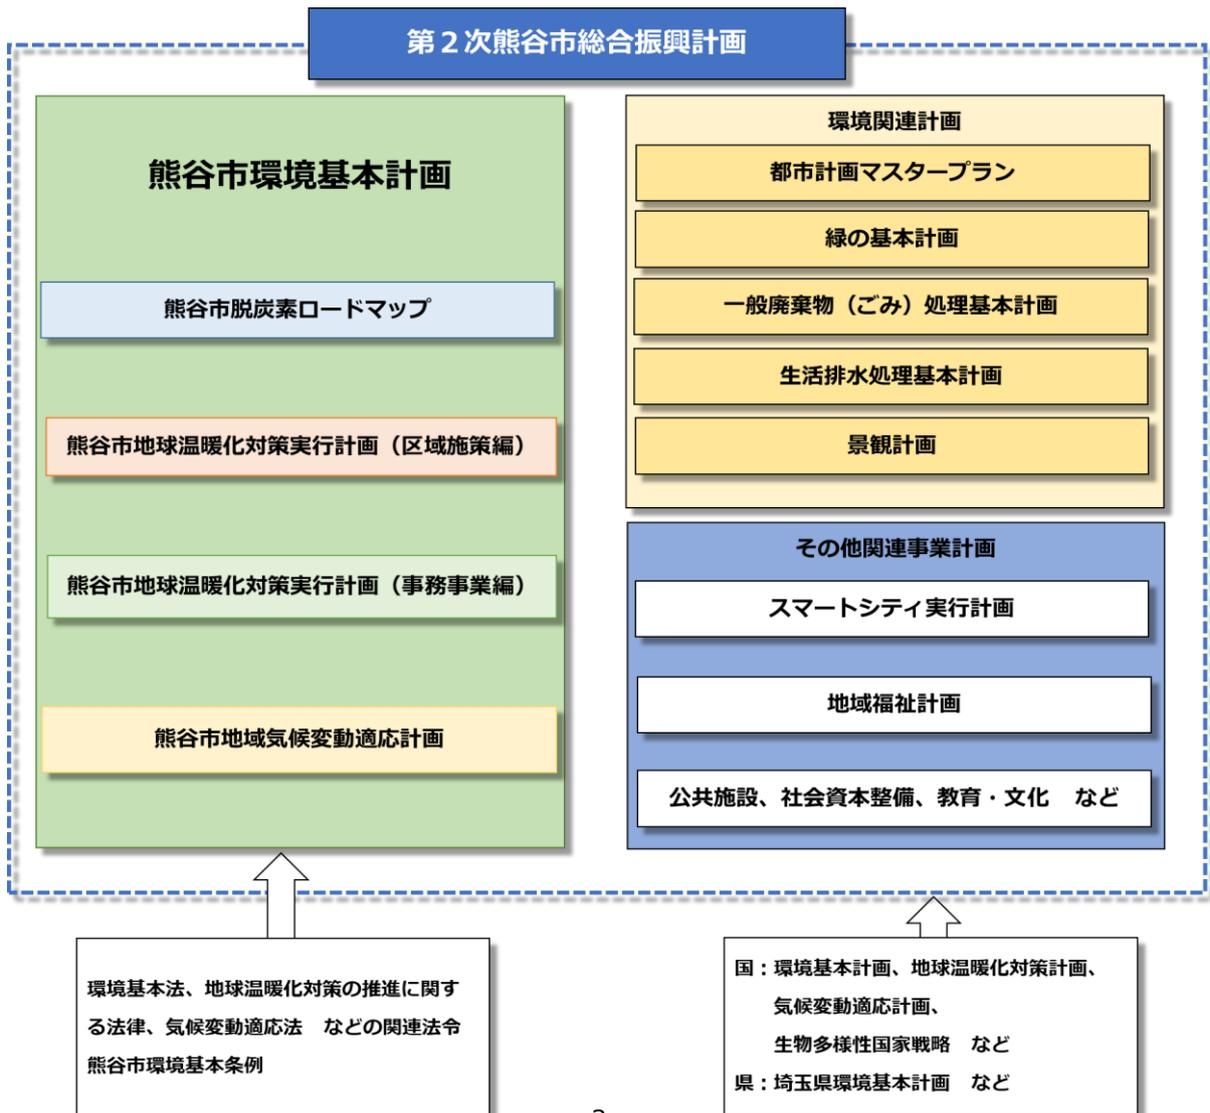 第２次熊谷市総合振興計画
熊谷市環境基本計画
熊谷市脱炭素ロードマップ
熊谷市地球温暖化対策実行計画（区域施策編）
熊谷市地球温暖化対策実行計画（事務事業編）
熊谷市地域気候変動適応計画
環境関連計画
都市計画マスタープラン
緑の基本計画
一般廃棄物（ごみ）処理基本計画
生活排水処理基本計画
景観計画
その他関連事業計画
スマートシティ実行計画
地域福祉計画
公共施設、社会資本整備、教育・文化　など
環境基本法、地球温暖化対策の推進に関す
る法律、気候変動適応法　などの関連法令
熊谷市環境基本条例
国：環境基本計画、地球温暖化対策計画、
気候変動適応計画、
生物多様性国家戦略　など
県：埼玉県環境基本計画　など